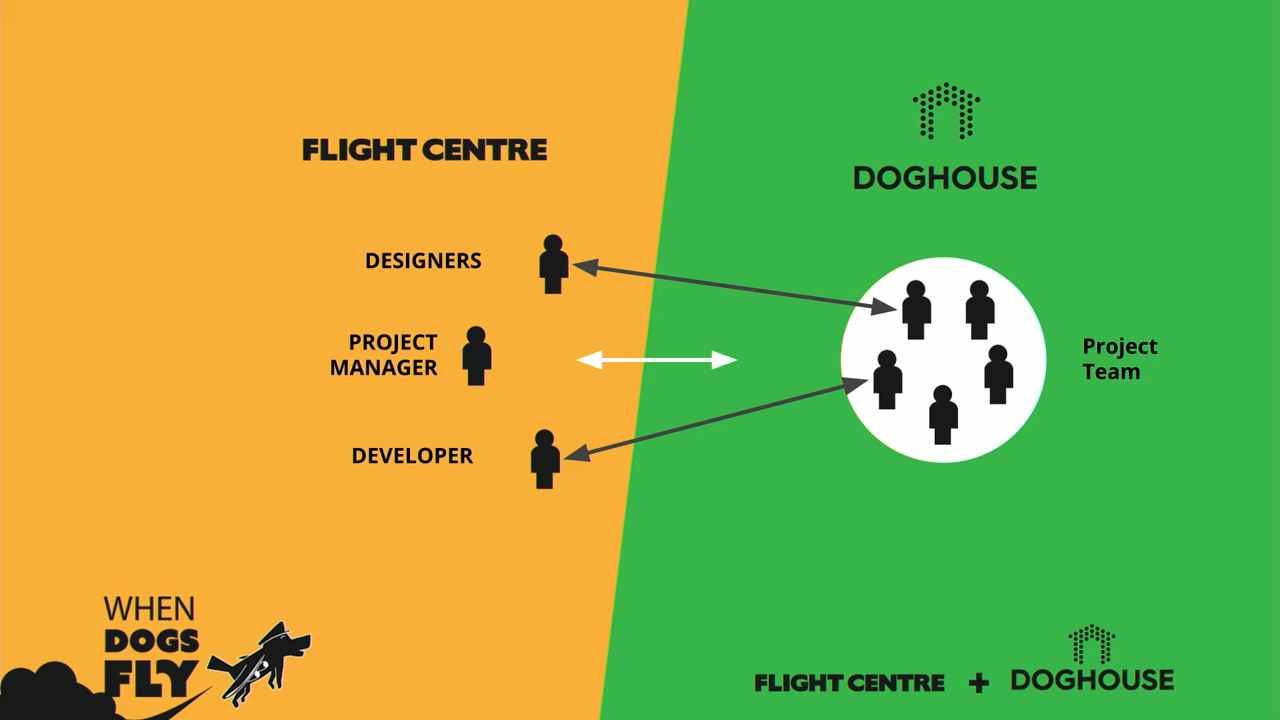 FLIGHT CENTRE
DOGHOUSE
DESIGNERS
PROJECT
MANAGER
DEVELOPER
Project
Team
WHEN
DOGS
FLY
FLIGHT CENTRE + DOGHOUSE